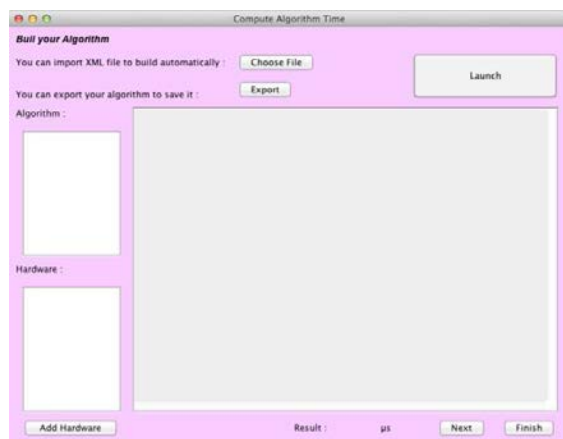 Compute Algorithm Time
Buil your Algorithm
You can import XML file to build automatically :
Choose File
Launch
You can export your algorithm to save it :
Export
Algorithm :
Hardware :
Add Hardware
Result :
µs
Next
Finish